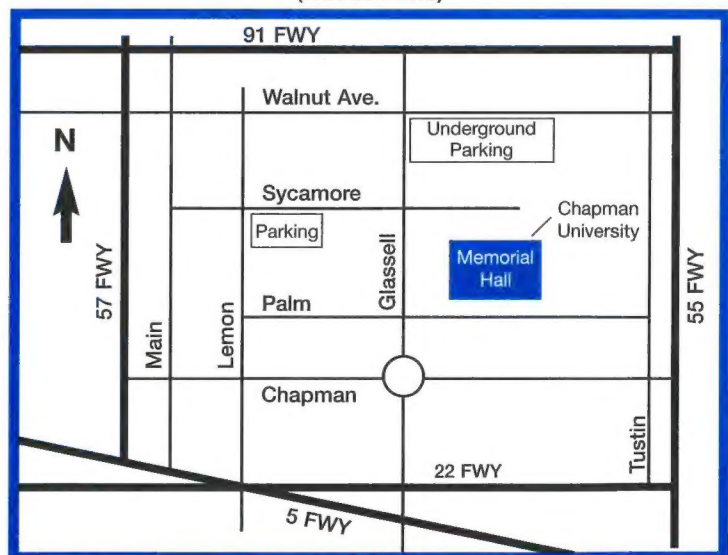 91 FWY
Walnut Ave.
Underground
Parking
N
Sycamore
Parking
Chapman
University
Memorial
Hall
57 FWY
Main
Lemon
Palm
Glassell
55 FWY
Chapman
Tustin
22 FWY
5 FWY